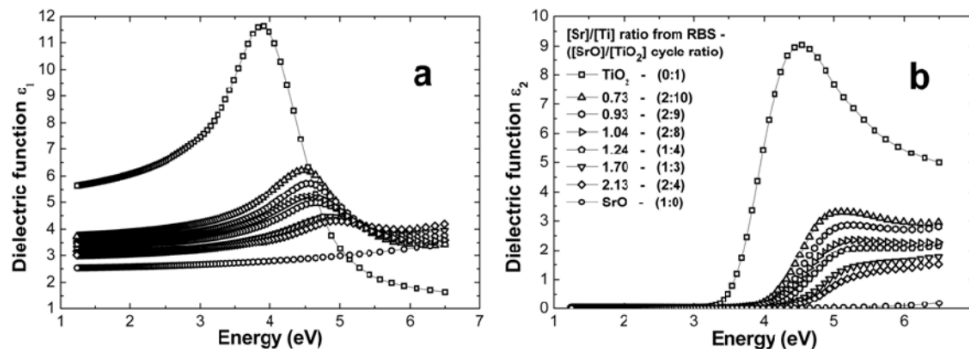 12
11
10
9
8
7
6
5
4
3
2
1
Dielectric function ε₁
a
1 2 3 4 5 6 7
Energy (eV)
10
9
8
7
6
5
4
3
2
1
0
Dielectric function ε₂
[Sr]/[Ti] ratio from RBS -
([SrO]/[TiO₂] cycle ratio)
TiO₂ - (0:1)
0.73 - (2:10)
0.93 - (2:9)
1.04 - (2:8)
1.24 - (1:4)
1.70 - (1:3)
2.13 - (2:4)
SrO - (1:0)
b
1 2 3 4 5 6
Energy (eV)